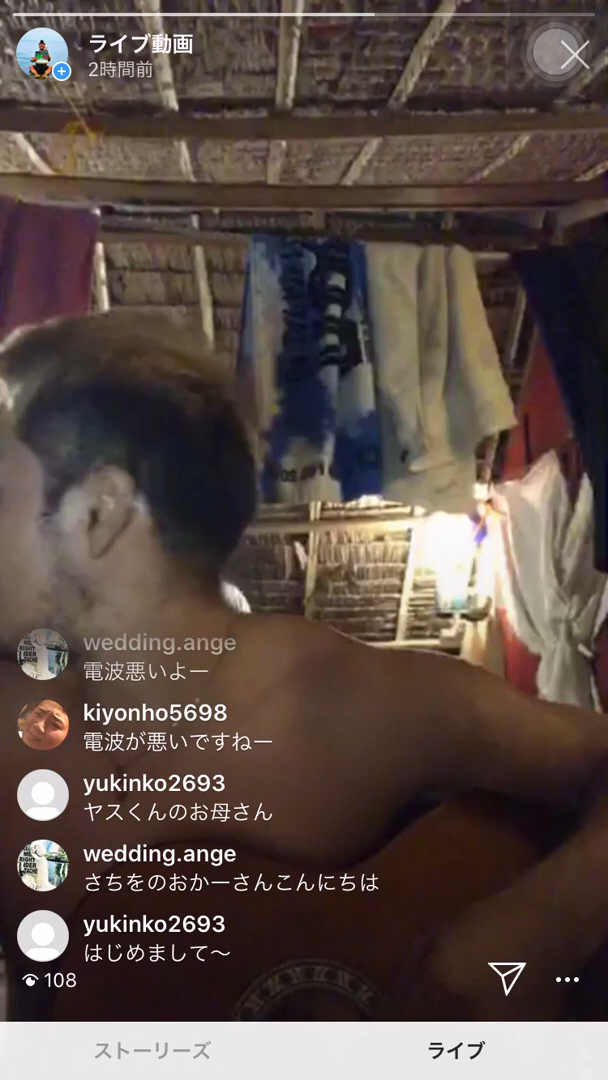 ライブ動画
2時間前
wedding.ange
電波悪いよー
kiyonho5698
電波が悪いですねー
yukinko2693
ヤスくんのお母さん
wedding.ange
さちをのおかーさんこんにちは
yukinko2693
はじめまして〜
108
ストーリーズ
ライブ